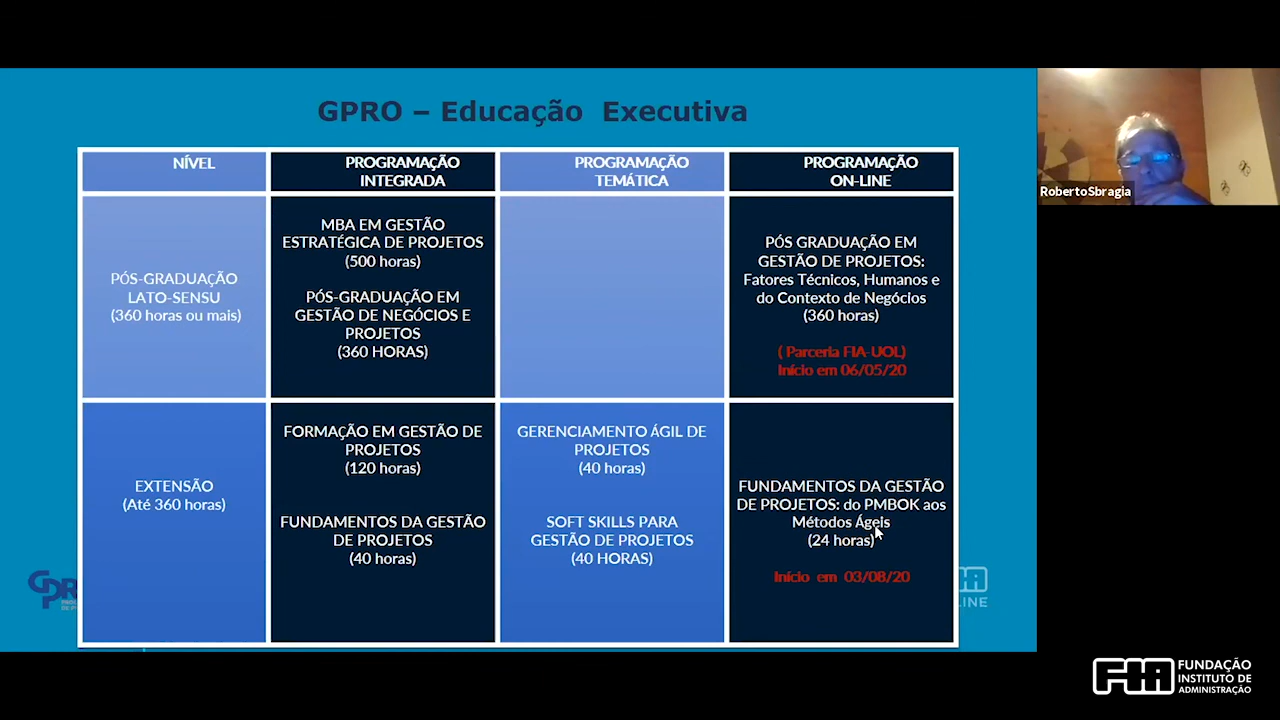 GPRO – Educação Executiva
NÍVEL
PROGRAMAÇÃO
INTEGRADA
PROGRAMAÇÃO
TEMÁTICA
PROGRAMAÇÃO
ON-LINE
PÓS-GRADUAÇÃO
LATO-SENSU
(360 horas ou mais)
MBA EM GESTÃO
ESTRATÉGICA DE PROJETOS
(500 horas)
PÓS-GRADUAÇÃO EM
GESTÃO DE NEGÓCIOS E
PROJETOS
(360 HORAS)
PÓS GRADUAÇÃO EM
GESTÃO DE PROJETOS:
Fatores Técnicos, Humanos e
do Contexto de Negócios
(360 horas)
( Parceria FIA-UOL)
Início em 06/05/20
EXTENSÃO
(Até 360 horas)
FORMAÇÃO EM GESTÃO DE
PROJETOS
(120 horas)
FUNDAMENTOS DA GESTÃO
DE PROJETOS
(40 horas)
GERENCIAMENTO ÁGIL DE
PROJETOS
(40 horas)
SOFT SKILLS PARA
GESTÃO DE PROJETOS
(40 HORAS)
FUNDAMENTOS DA GESTÃO
DE PROJETOS: do PMBOK aos
Métodos Ágeis
(24 horas)
Início em 03/08/20
RobertoSbragia
FIA
FUNDAÇÃO
INSTITUTO DE
ADMINISTRAÇÃO